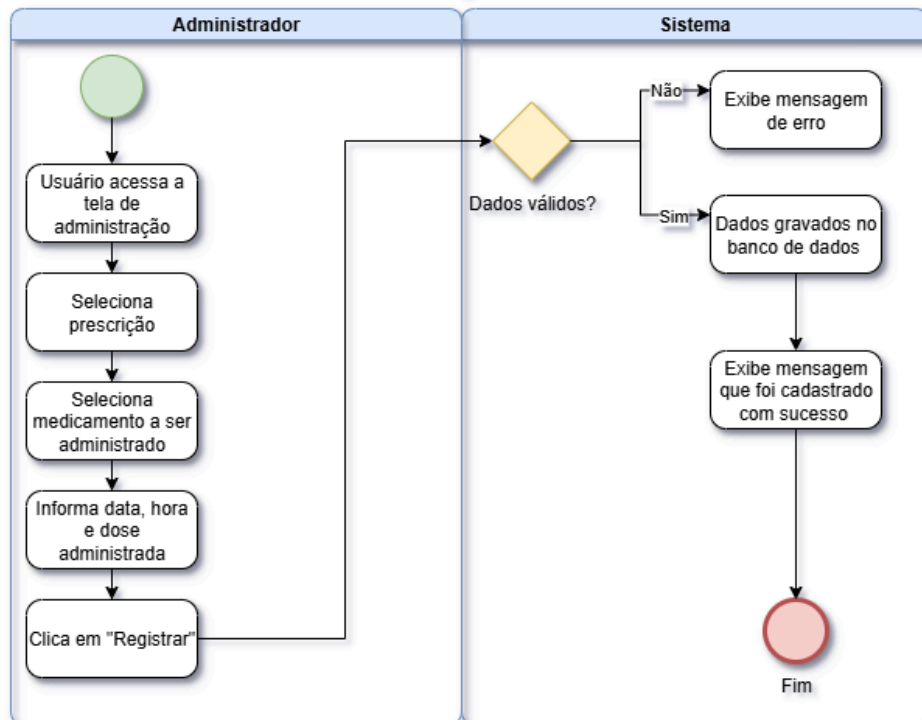 Administrador
Sistema
Usuário acessa a
tela de
administração
Seleciona
prescrição
Seleciona
medicamento a ser
administrado
Informa data, hora
e dose
administrada
Clica em "Registrar"
Dados válidos?
Não
Exibe mensagem
de erro
Sim
Dados gravados no
banco de dados
Exibe mensagem
que foi cadastrado
com sucesso
Fim